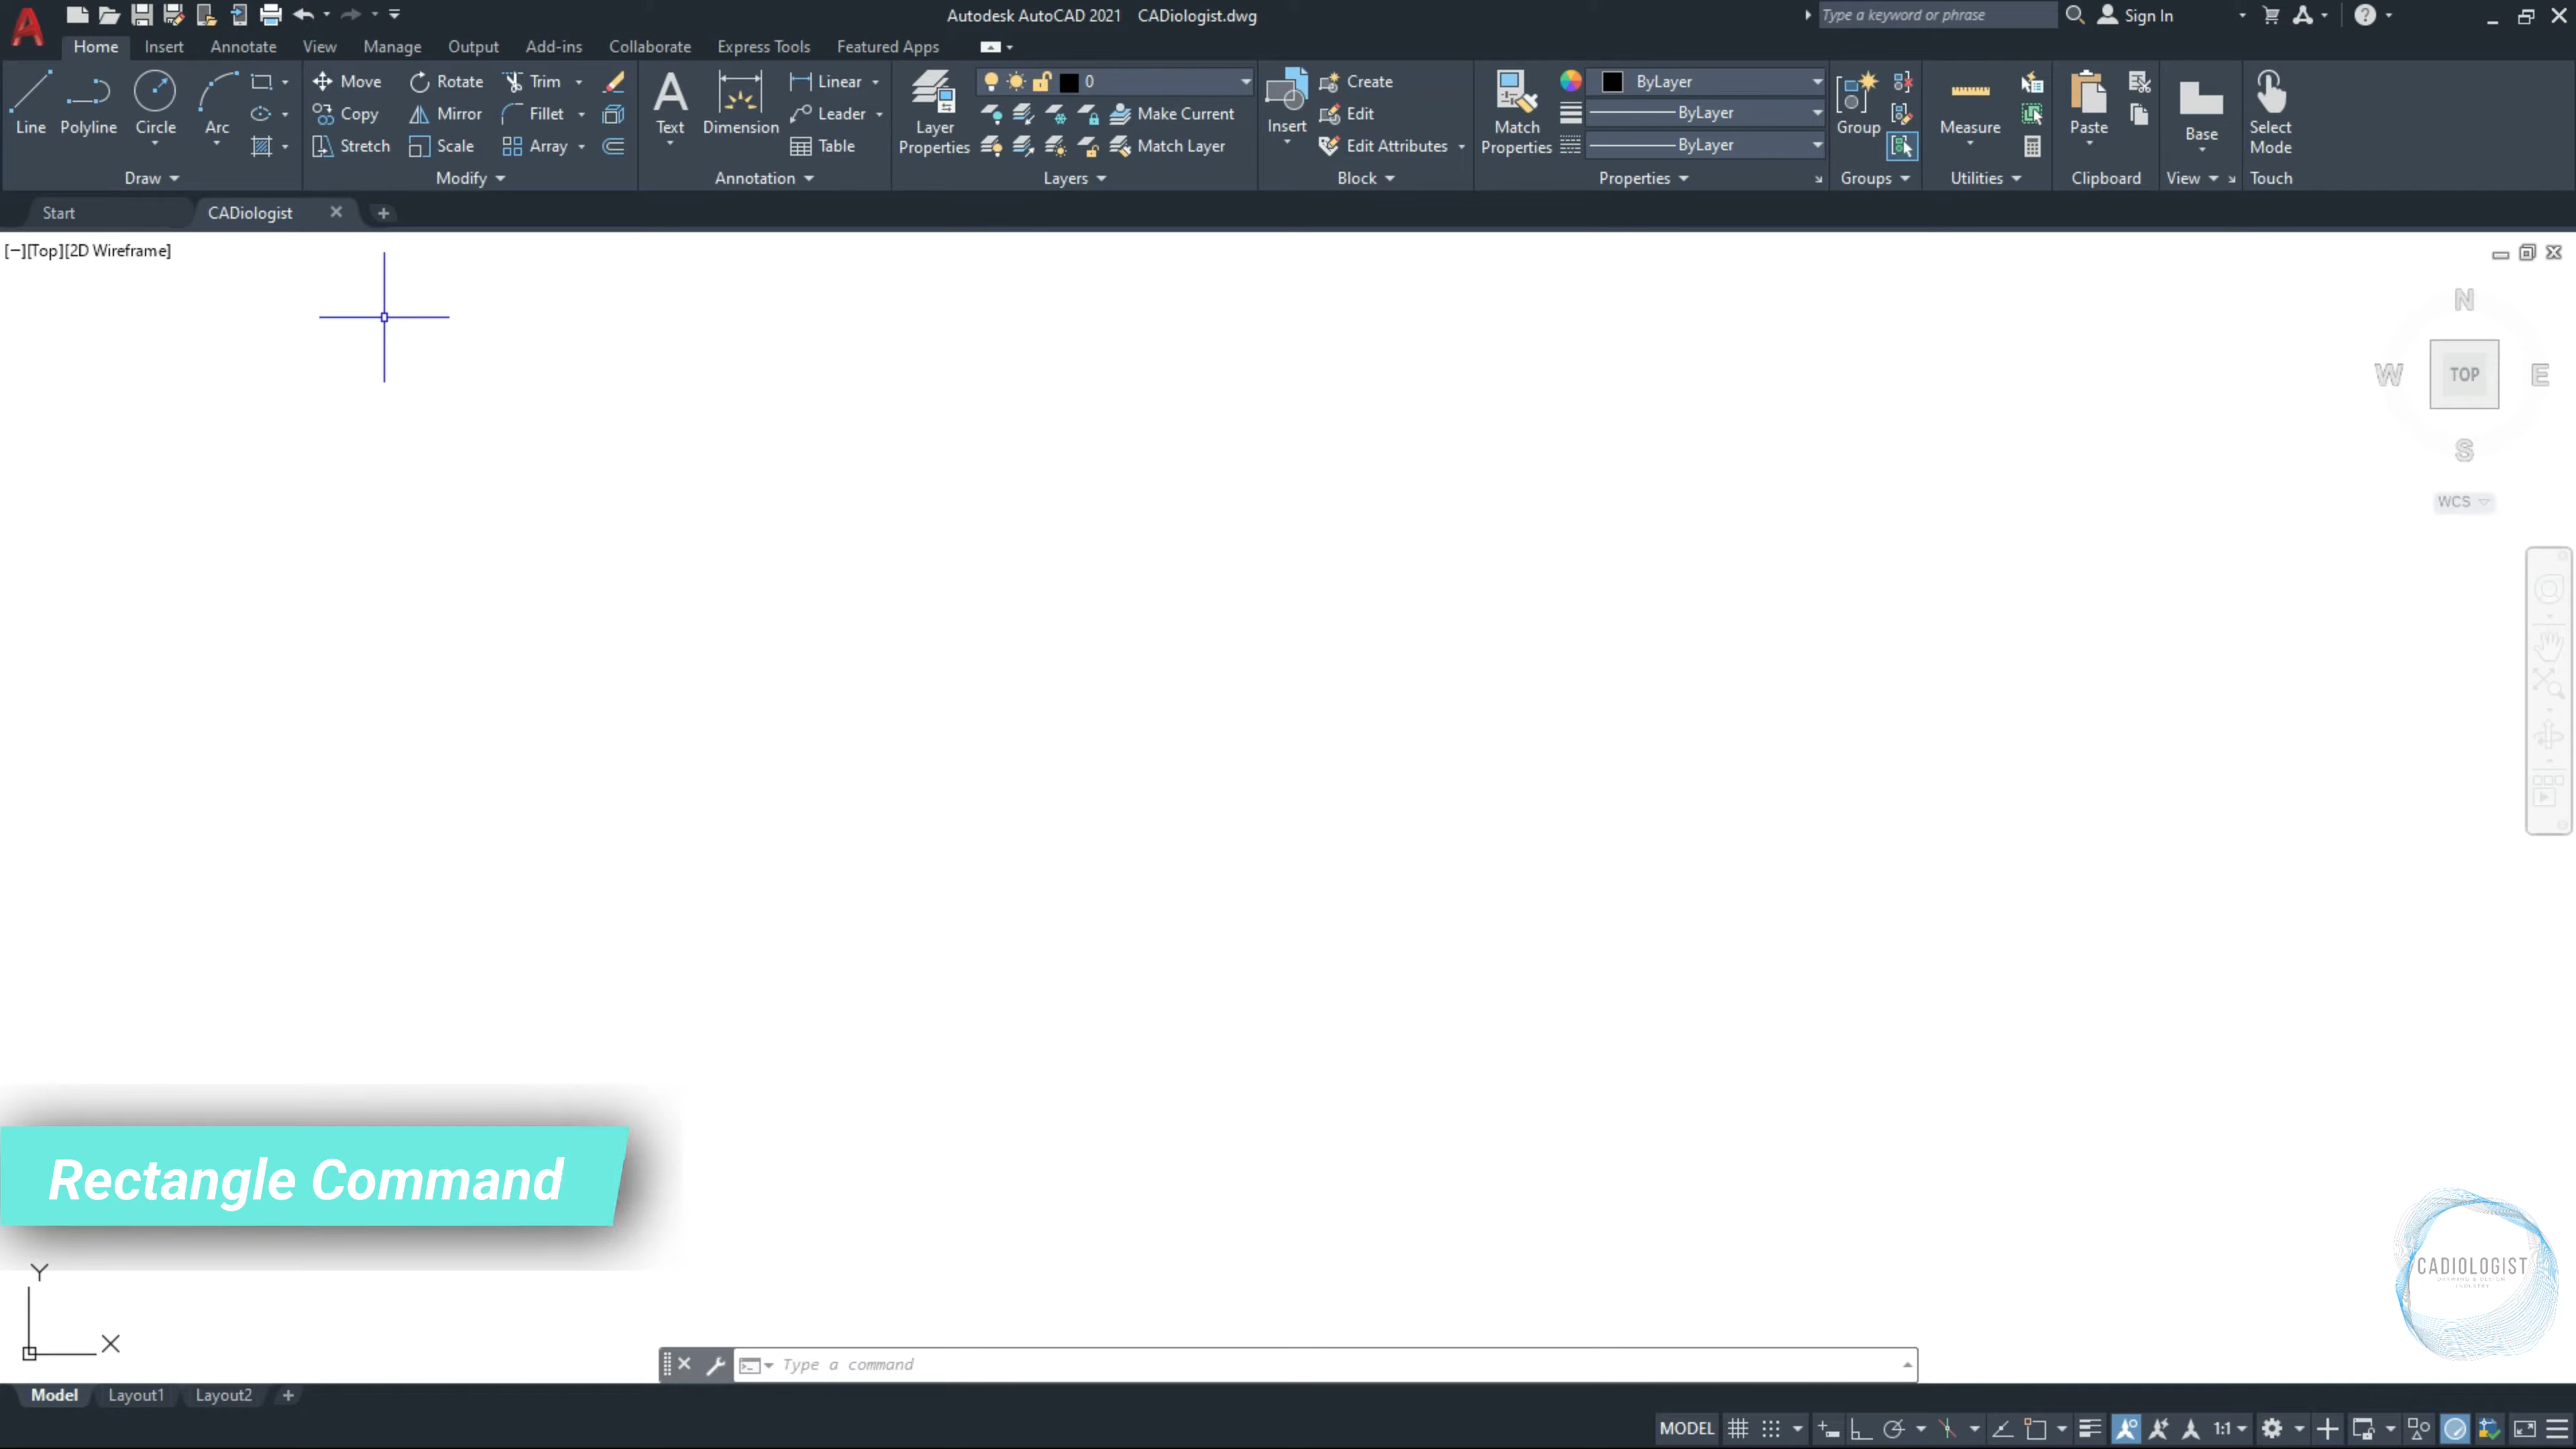 Autodesk AutoCAD 2021 CADiologist.dwg
Type a keyword or phrase
Sign In
Home Insert Annotate View Manage Output Add-ins Collaborate Express Tools Featured Apps
Line
Polyline
Circle
Arc
Draw
Move
Rotate
Trim
Copy
Mirror
Fillet
Stretch
Scale
Array
Modify
Text
Dimension
Linear
Leader
Table
Annotation
Layer
Properties
0
Make Current
Match Layer
Layers
Insert
Create
Edit
Edit Attributes
Block
Match
Properties
ByLayer
ByLayer
ByLayer
Properties
Group
Groups
Measure
Utilities
Paste
Clipboard
Base
View
Select
Mode
Touch
Start
CADiologist
[−][Top][2D Wireframe]
N
W
TOP
E
S
WCS
Rectangle Command
Y
X
CADIOLOGIST
Type a command
Model Layout1 Layout2
MODEL
1:1